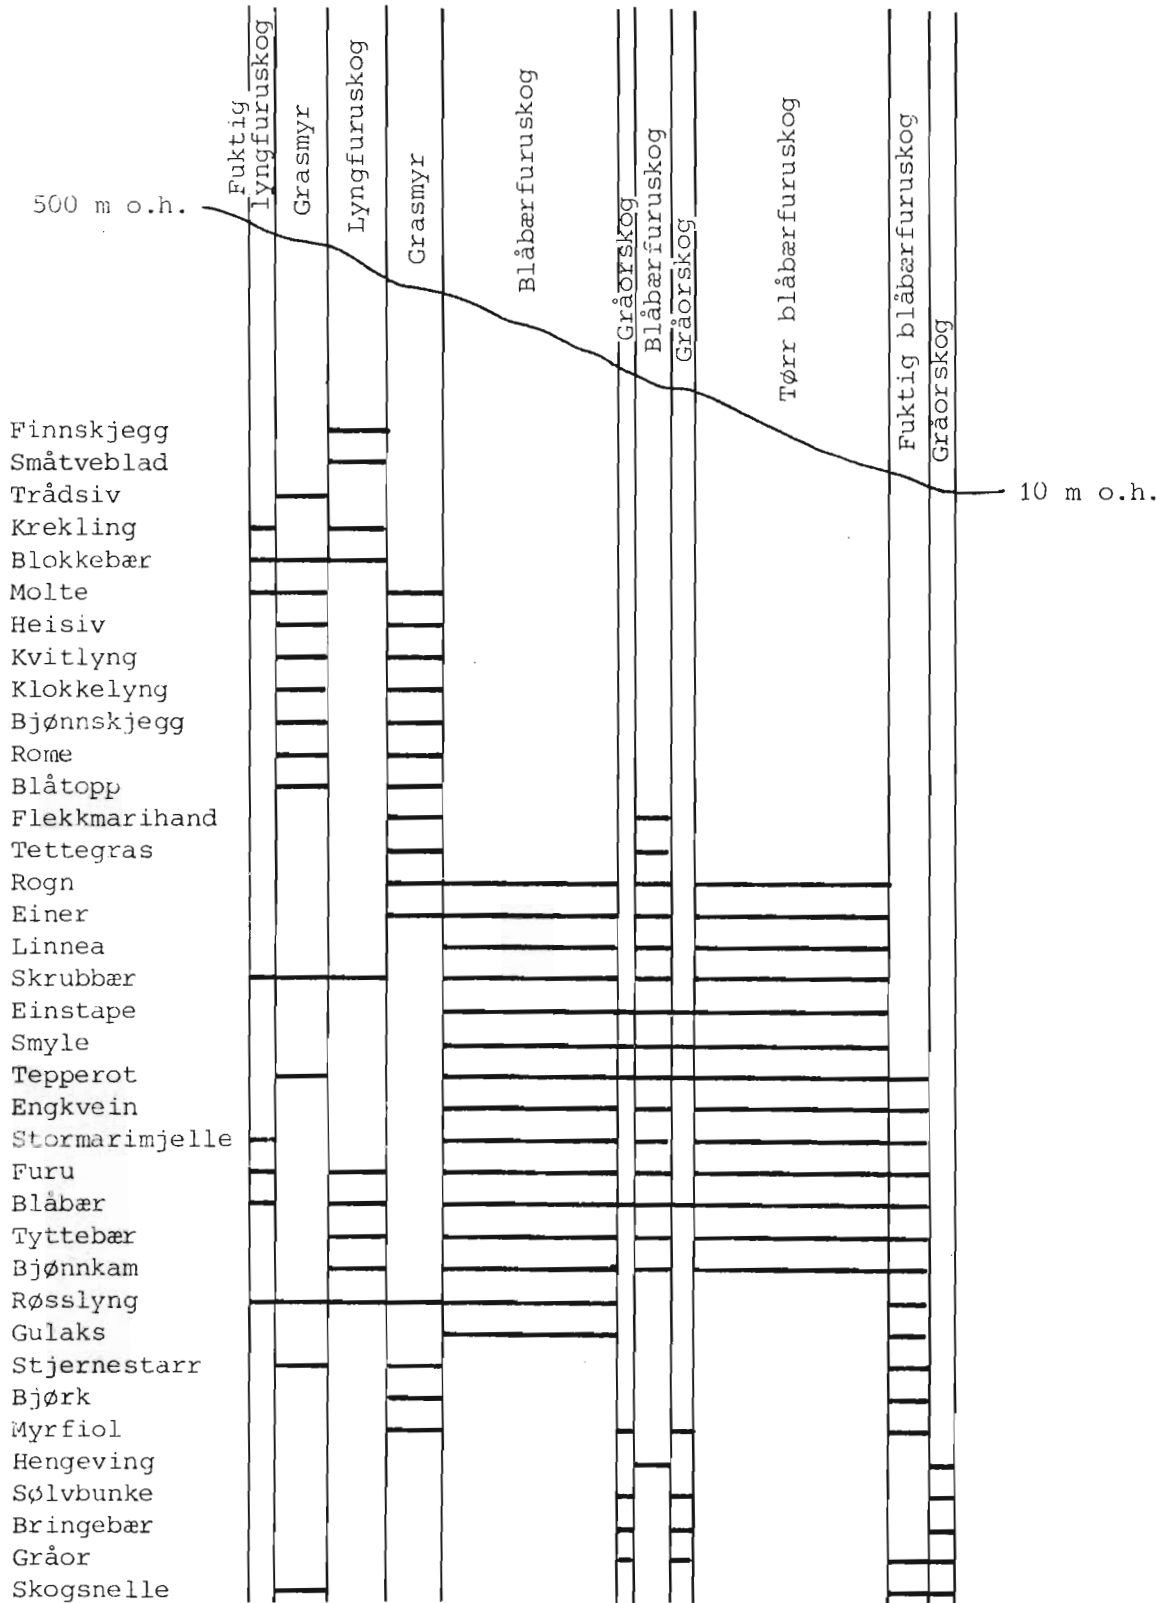 Fuktig
lyngfuruskog
Grasmyr
Lyngfuruskog
Grasmyr
Blåbærfuruskog
Gråorskog
Blåbærfuruskog
Gråorskog
Tørr blåbærfuruskog
Fuktig blåbærfuruskog
Gråorskog
500 m o.h.
10 m o.h.
Finnskjegg
Småtveblad
Trådsiv
Krekling
Blokkebær
Molte
Heisiv
Kvitlyng
Klokkelyng
Bjønnskjegg
Rome
Blåtopp
Flekkmarihand
Tettegras
Rogn
Einer
Linnea
Skrubbær
Einstape
Smyle
Tepperot
Engkvein
Stormarimjelle
Furu
Blåbær
Tyttebær
Bjønnkam
Røsslyng
Gulaks
Stjernestarr
Bjørk
Myrfiol
Hengeving
Sølvbunke
Bringebær
Gråor
Skogsnelle